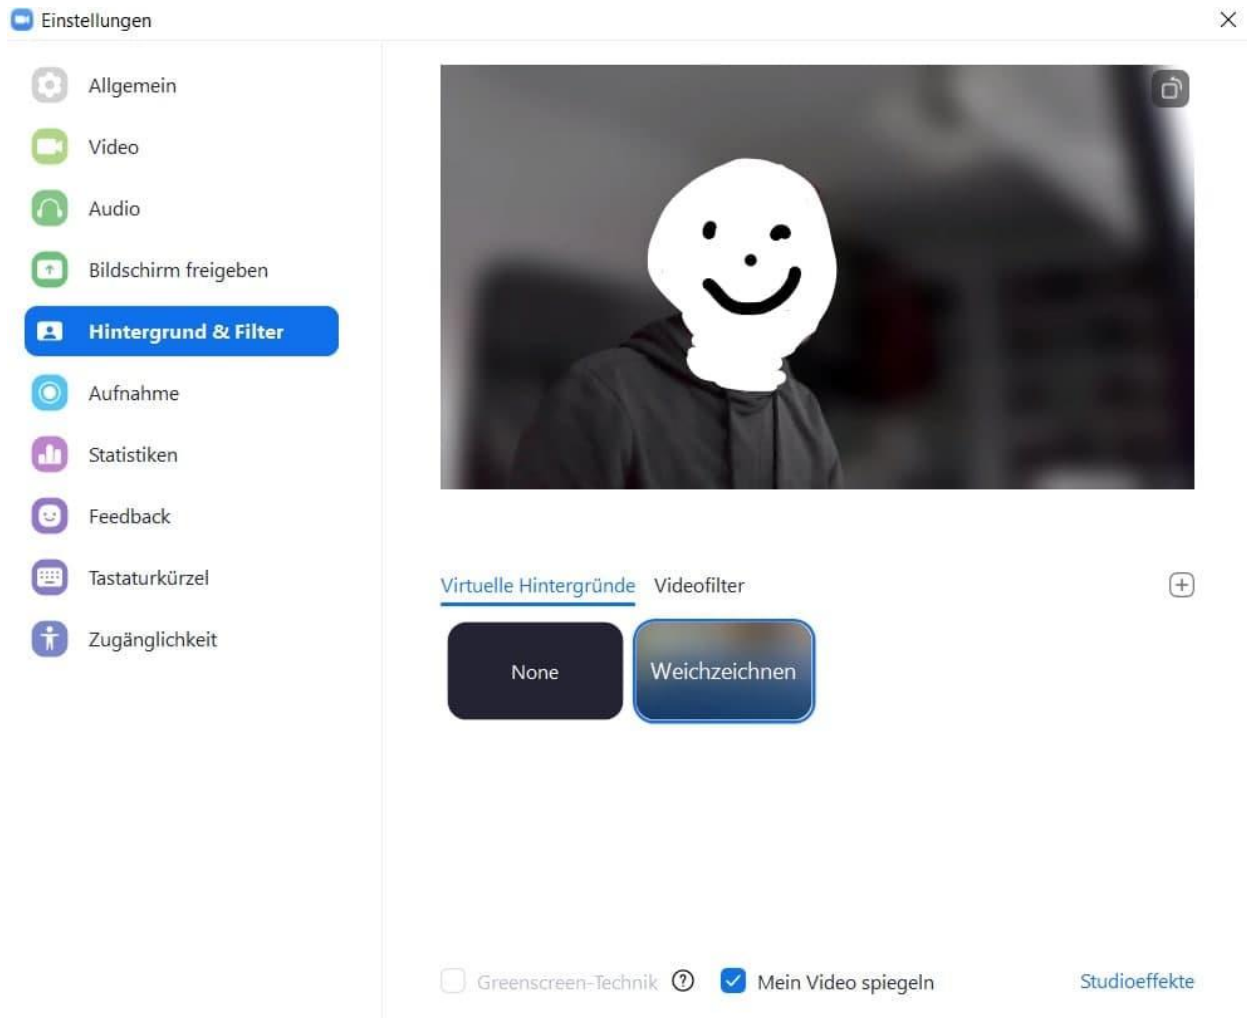 Einstellungen
Allgemein
Video
Audio
Bildschirm freigeben
Hintergrund & Filter
Aufnahme
Statistiken
Feedback
Tastaturkürzel
Zugänglichkeit
Virtuelle Hintergründe Videofilter
None Weichzeichnen
Greenscreen-Technik ? Mein Video spiegeln Studioeffekte